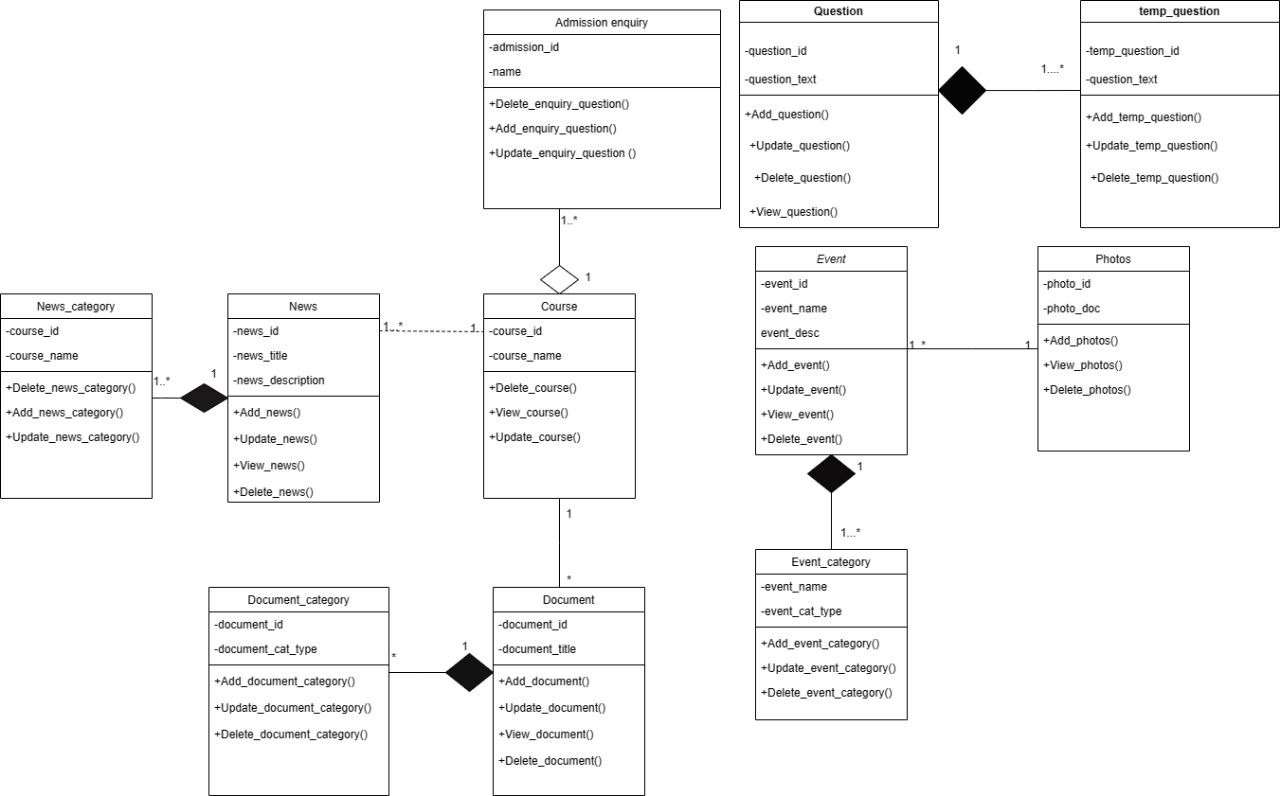 Admission enquiry
-admission_id
-name
+Delete_enquiry_question()
+Add_enquiry_question()
+Update_enquiry_question ()
1..*
1
Question
-question_id
-question_text
+Add_question()
+Update_question()
+Delete_question()
+View_question()
1
1....*
temp_question
-temp_question_id
-question_text
+Add_temp_question()
+Update_temp_question()
+Delete_temp_question()
News_category
-course_id
-course_name
+Delete_news_category()
+Add_news_category()
+Update_news_category()
1..*
1
News
-news_id
-news_title
-news_description
+Add_news()
+Update_news()
+View_news()
+Delete_news()
1...*
1
Course
-course_id
-course_name
+Delete_course()
+View_course()
+Update_course()
1
*
Event
-event_id
-event_name
event_desc
+Add_event()
+Update_event()
+View_event()
+Delete_event()
1..*
1
Photos
-photo_id
-photo_doc
+Add_photos()
+View_photos()
+Delete_photos()
1
1...*
Document_category
-document_id
-document_cat_type
+Add_document_category()
+Update_document_category()
+Delete_document_category()
*
1
Document
-document_id
-document_title
+Add_document()
+Update_document()
+View_document()
+Delete_document()
Event_category
-event_name
-event_cat_type
+Add_event_category()
+Update_event_category()
+Delete_event_category()